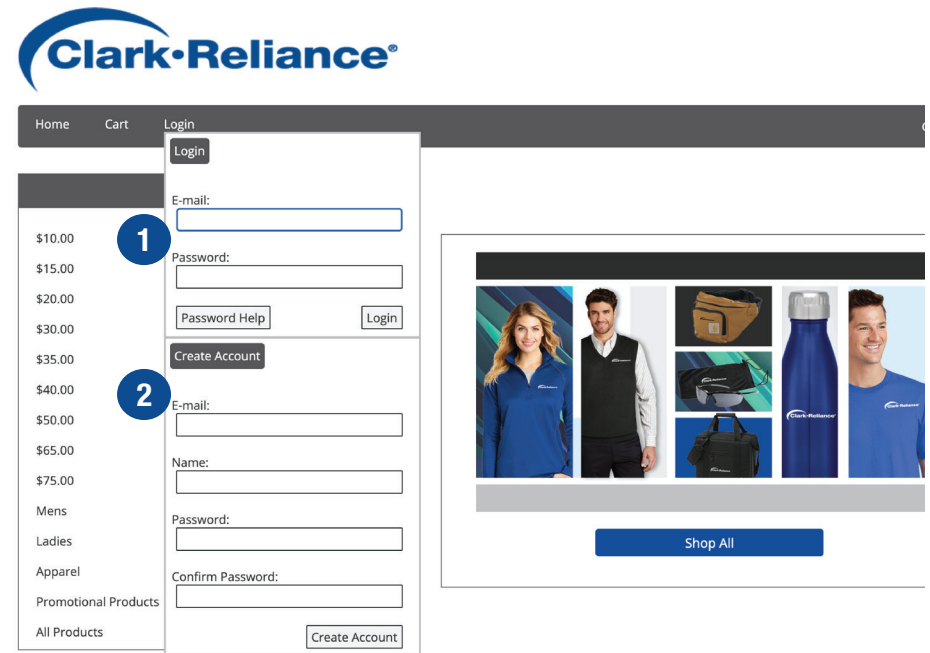 Clark·Reliance®
Home Cart Login
Login
E-mail:
1
Password:
Password Help Login
Create Account
2
E-mail:
Name:
Password:
Confirm Password:
Create Account
$10.00
$15.00
$20.00
$30.00
$35.00
$40.00
$50.00
$65.00
$75.00
Mens
Ladies
Apparel
Promotional Products
All Products
Clark·Reliance
Shop All